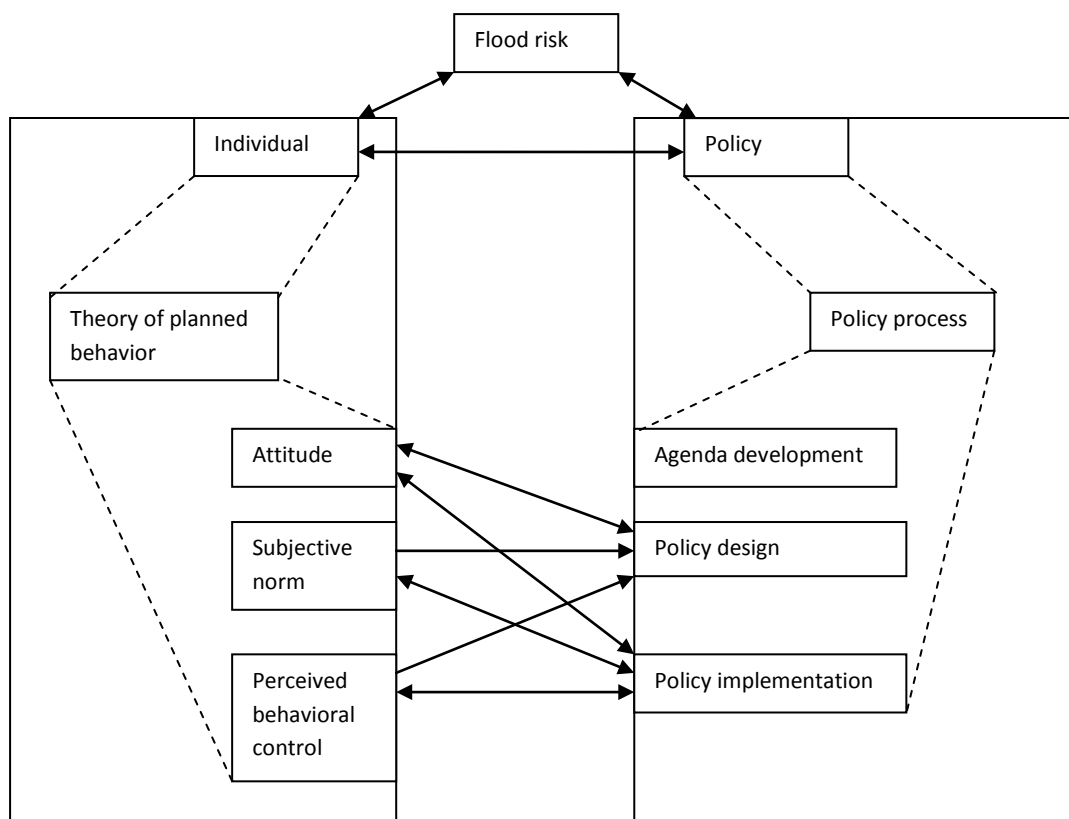 Flood risk
Individual
Policy
Theory of planned
behavior
Policy process
Attitude
Agenda development
Subjective
norm
Policy design
Perceived
behavioral
control
Policy implementation